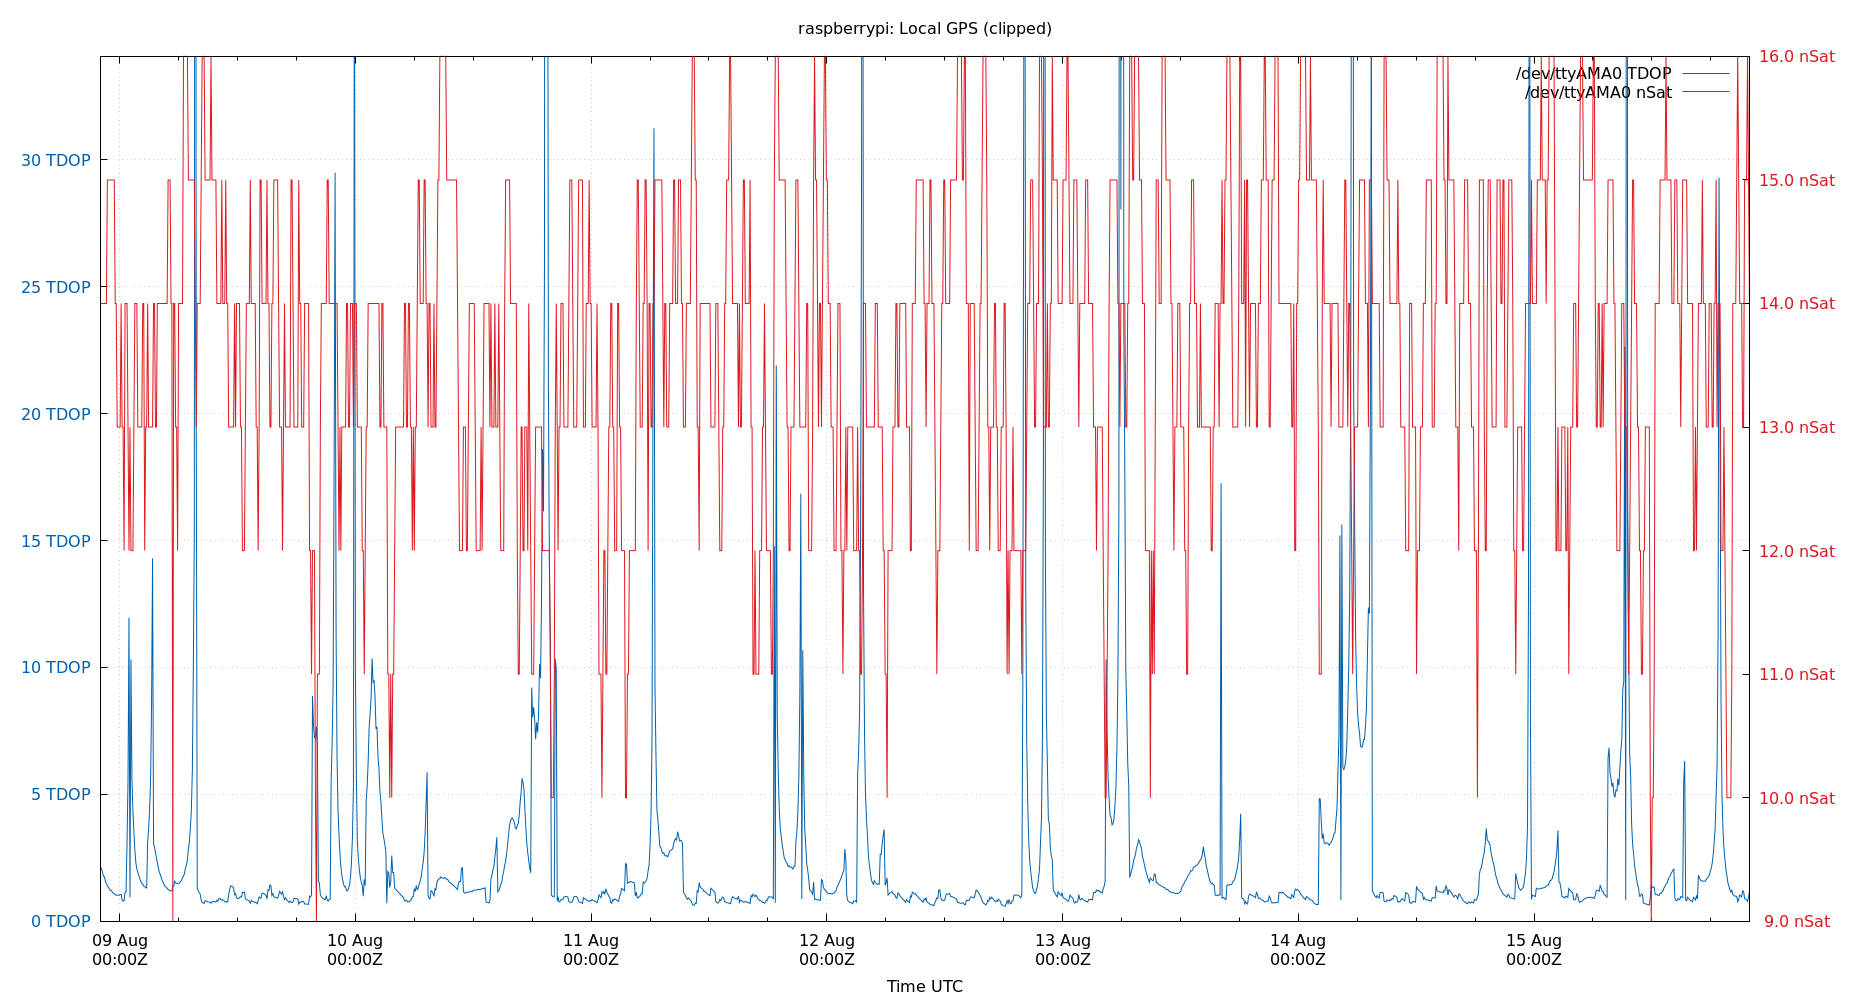 raspberrypi: Local GPS (clipped)
/dev/ttyAMA0 TDOP
/dev/ttyAMA0 nSat
30 TDOP
25 TDOP
20 TDOP
15 TDOP
10 TDOP
5 TDOP
0 TDOP
16.0 nSat
15.0 nSat
14.0 nSat
13.0 nSat
12.0 nSat
11.0 nSat
10.0 nSat
9.0 nSat
09 Aug 10 Aug 11 Aug 12 Aug 13 Aug 14 Aug 15 Aug
00:00Z 00:00Z 00:00Z 00:00Z 00:00Z 00:00Z 00:00Z
Time UTC